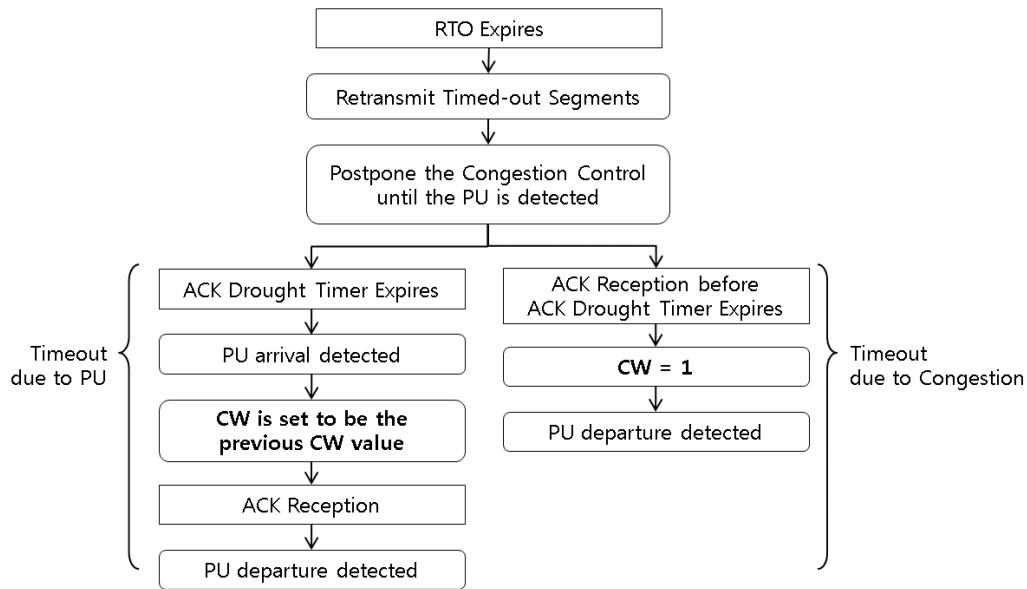 RTO Expires
Retransmit Timed-out Segments
Postpone the Congestion Control
until the PU is detected
Timeout
due to PU
ACK Drought Timer Expires
PU arrival detected
CW is set to be the
previous CW value
ACK Reception
PU departure detected
ACK Reception before
ACK Drought Timer Expires
CW = 1
PU departure detected
Timeout
due to Congestion